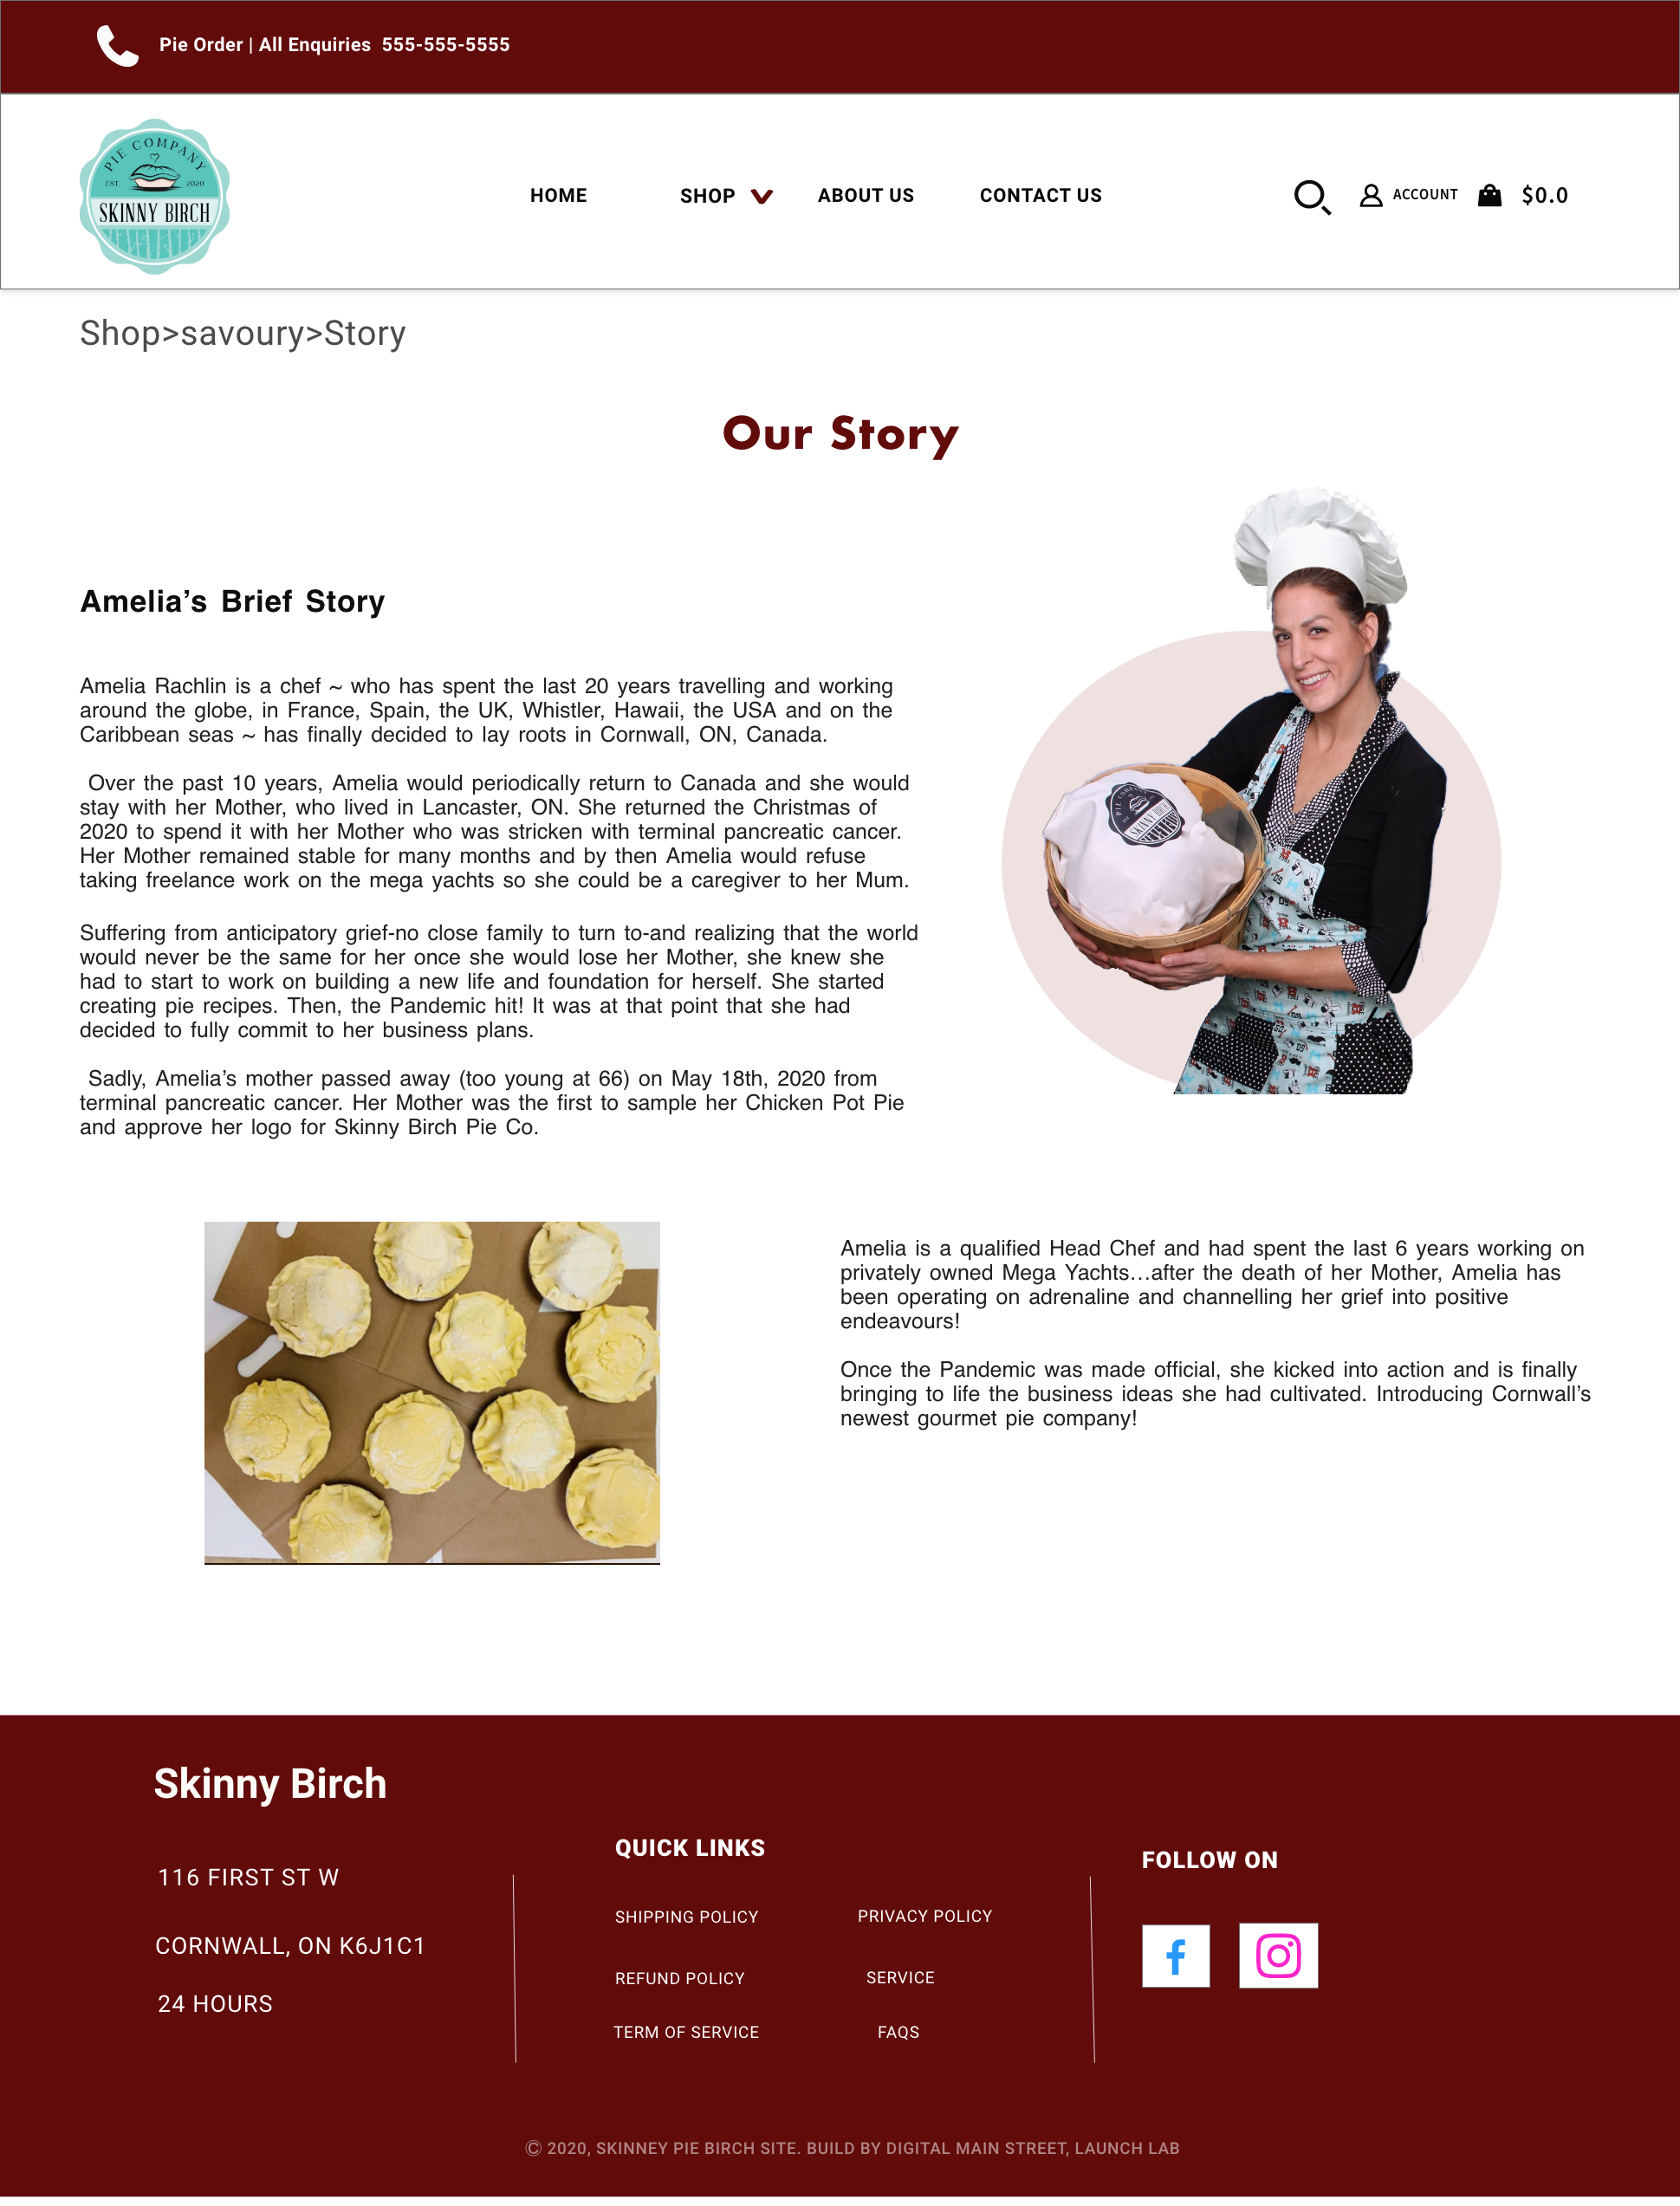 Pie Order | All Enquiries 555-555-5555
PIE COMPANY
EST. 2020
SKINNY BIRCH
HOME
SHOP
ABOUT US
CONTACT US
ACCOUNT
$0.0
Shop>savoury>Story
Our Story
Amelia’s Brief Story
Amelia Rachlin is a chef ~ who has spent the last 20 years travelling and working
around the globe, in France, Spain, the UK, Whistler, Hawaii, the USA and on the
Caribbean seas ~ has finally decided to lay roots in Cornwall, ON, Canada.
Over the past 10 years, Amelia would periodically return to Canada and she would
stay with her Mother, who lived in Lancaster, ON. She returned the Christmas of
2020 to spend it with her Mother who was stricken with terminal pancreatic cancer.
Her Mother remained stable for many months and by then Amelia would refuse
taking freelance work on the mega yachts so she could be a caregiver to her Mum.
Suffering from anticipatory grief-no close family to turn to-and realizing that the world
would never be the same for her once she would lose her Mother, she knew she
had to start to work on building a new life and foundation for herself. She started
creating pie recipes. Then, the Pandemic hit! It was at that point that she had
decided to fully commit to her business plans.
Sadly, Amelia’s mother passed away (too young at 66) on May 18th, 2020 from
terminal pancreatic cancer. Her Mother was the first to sample her Chicken Pot Pie
and approve her logo for Skinny Birch Pie Co.
SKINNY BIRCH
Amelia is a qualified Head Chef and had spent the last 6 years working on
privately owned Mega Yachts…after the death of her Mother, Amelia has
been operating on adrenaline and channelling her grief into positive
endeavours!
Once the Pandemic was made official, she kicked into action and is finally
bringing to life the business ideas she had cultivated. Introducing Cornwall’s
newest gourmet pie company!
Skinny Birch
116 FIRST ST W
CORNWALL, ON K6J1C1
24 HOURS
QUICK LINKS
SHIPPING POLICY
PRIVACY POLICY
REFUND POLICY
SERVICE
TERM OF SERVICE
FAQS
FOLLOW ON
© 2020, SKINNEY PIE BIRCH SITE. BUILD BY DIGITAL MAIN STREET, LAUNCH LAB